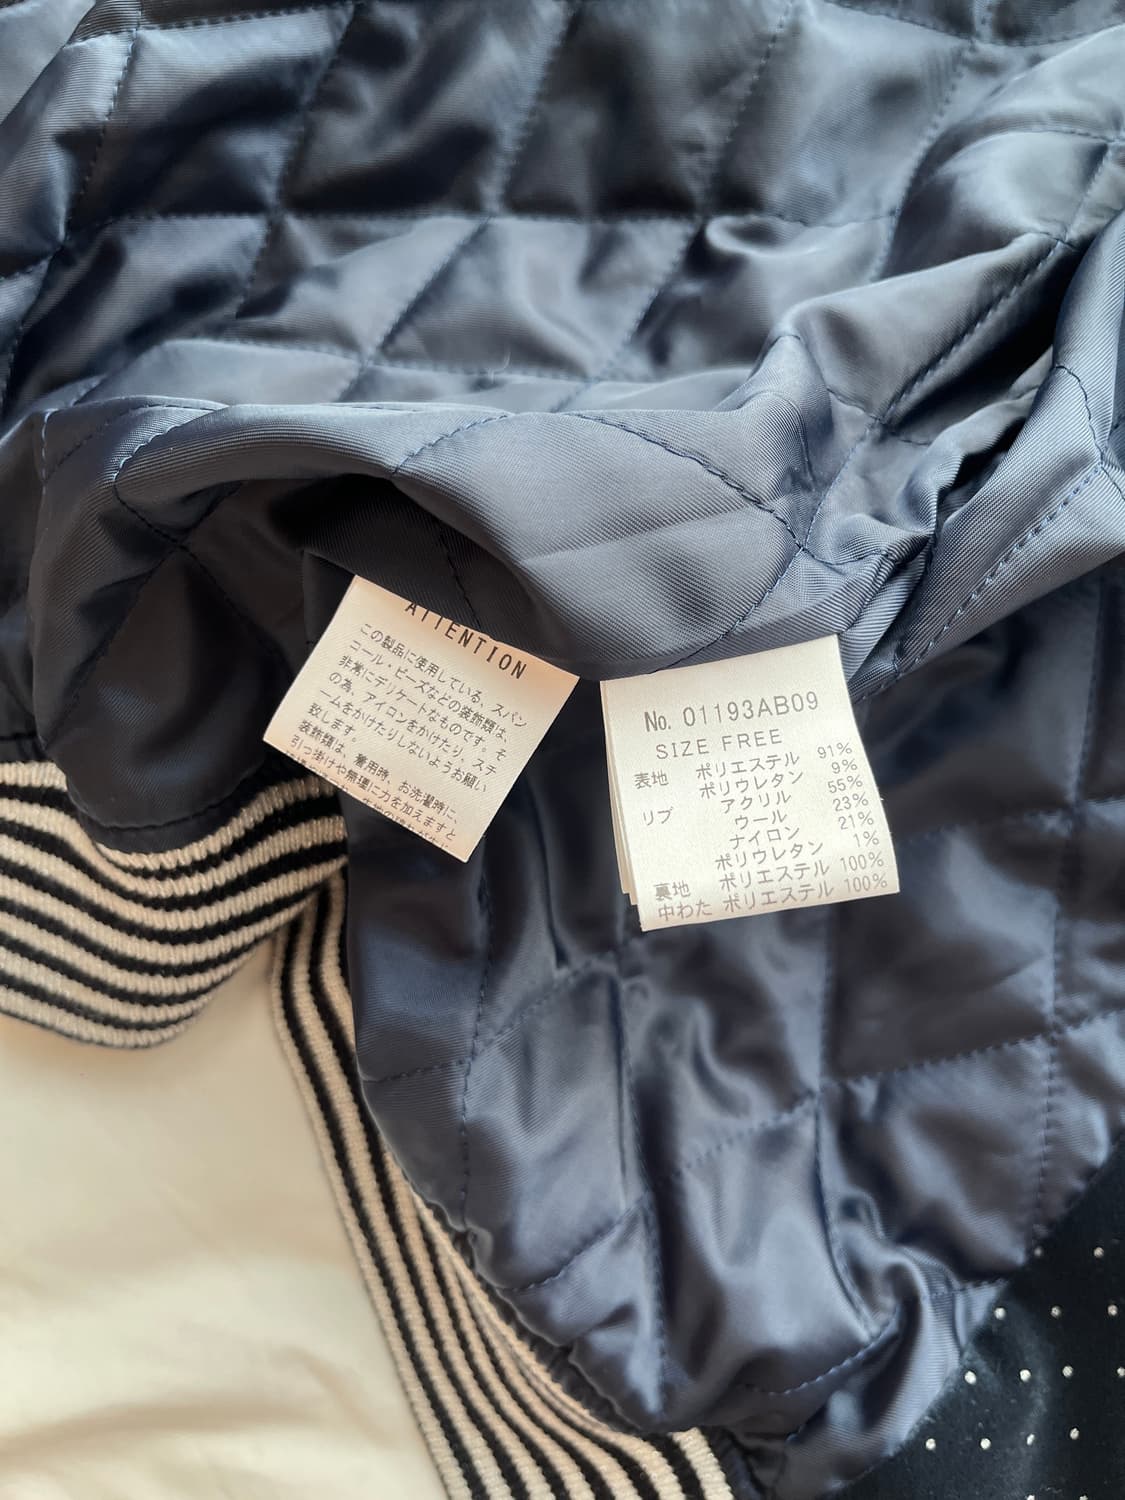 ATTENTION
この製品に使用している、スパン
コール・ビーズなどの装飾類は、
非常にデリケートなものです。そ
の為、アイロンをかけたり、スチ
ームをかけたりしないようお願い
致します。
装飾類は、着用時、お洗濯時に、
引っ掛けや無理に力を加えますと
No. 01193AB09
SIZE FREE
表地 ポリエステル 91%
ポリウレタン 9%
リブ アクリル 55%
ウール 23%
ナイロン 21%
ポリウレタン 1%
裏地 ポリエステル 100%
中わた ポリエステル 100%